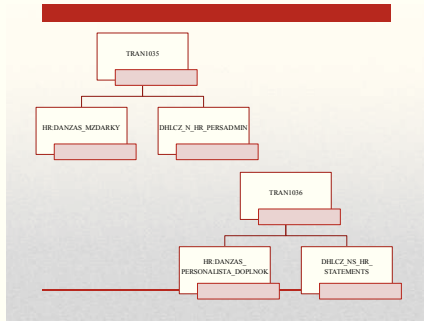 TRAN1035
HR:DANZAS_MZDARKY
DHLCZ_N_HR_PERSADMIN
TRAN1036
HR:DANZAS_
PERSONALISTA_DOPLNOK
DHLCZ_NS_HR_
STATEMENTS